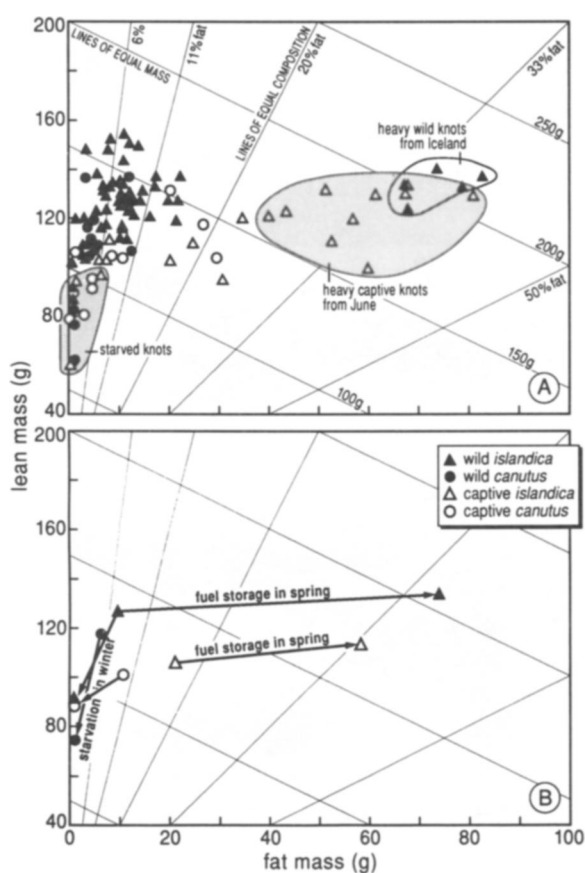 A
200
160
120
80
40
LINES OF EQUAL MASS
6%
11% fat
LINES OF EQUAL COMPOSITION
20% fat
33% fat
50% fat
250g
200g
150g
100g
heavy wild knots
from Iceland
heavy captive knots
from June
starved knots
A
lean mass (g)
200
160
120
80
40
wild islandica
wild canutus
captive islandica
captive canutus
fuel storage in spring
fuel storage in spring
starvation in winter
B
0
20
40
60
80
100
fat mass (g)